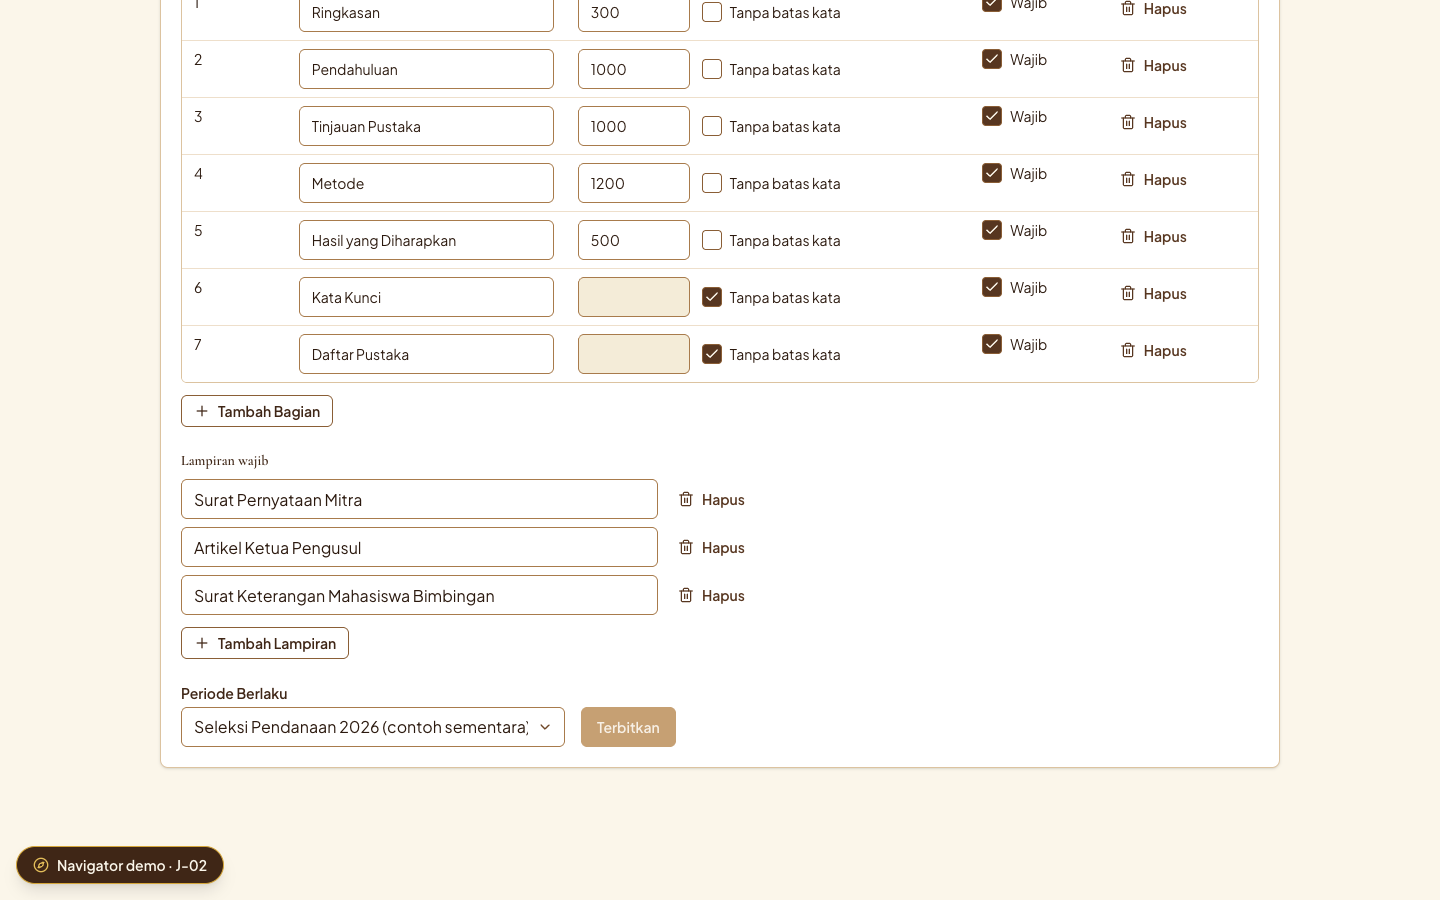 1 Ringkasan 300 Tanpa batas kata Wajib Hapus
2 Pendahuluan 1000 Tanpa batas kata Wajib Hapus
3 Tinjauan Pustaka 1000 Tanpa batas kata Wajib Hapus
4 Metode 1200 Tanpa batas kata Wajib Hapus
5 Hasil yang Diharapkan 500 Tanpa batas kata Wajib Hapus
6 Kata Kunci Tanpa batas kata Wajib Hapus
7 Daftar Pustaka Tanpa batas kata Wajib Hapus
Tambah Bagian
Lampiran wajib
Surat Pernyataan Mitra Hapus
Artikel Ketua Pengusul Hapus
Surat Keterangan Mahasiswa Bimbingan Hapus
Tambah Lampiran
Periode Berlaku
Seleksi Pendanaan 2026 (contoh sementara) Terbitkan
Navigator demo · J-02